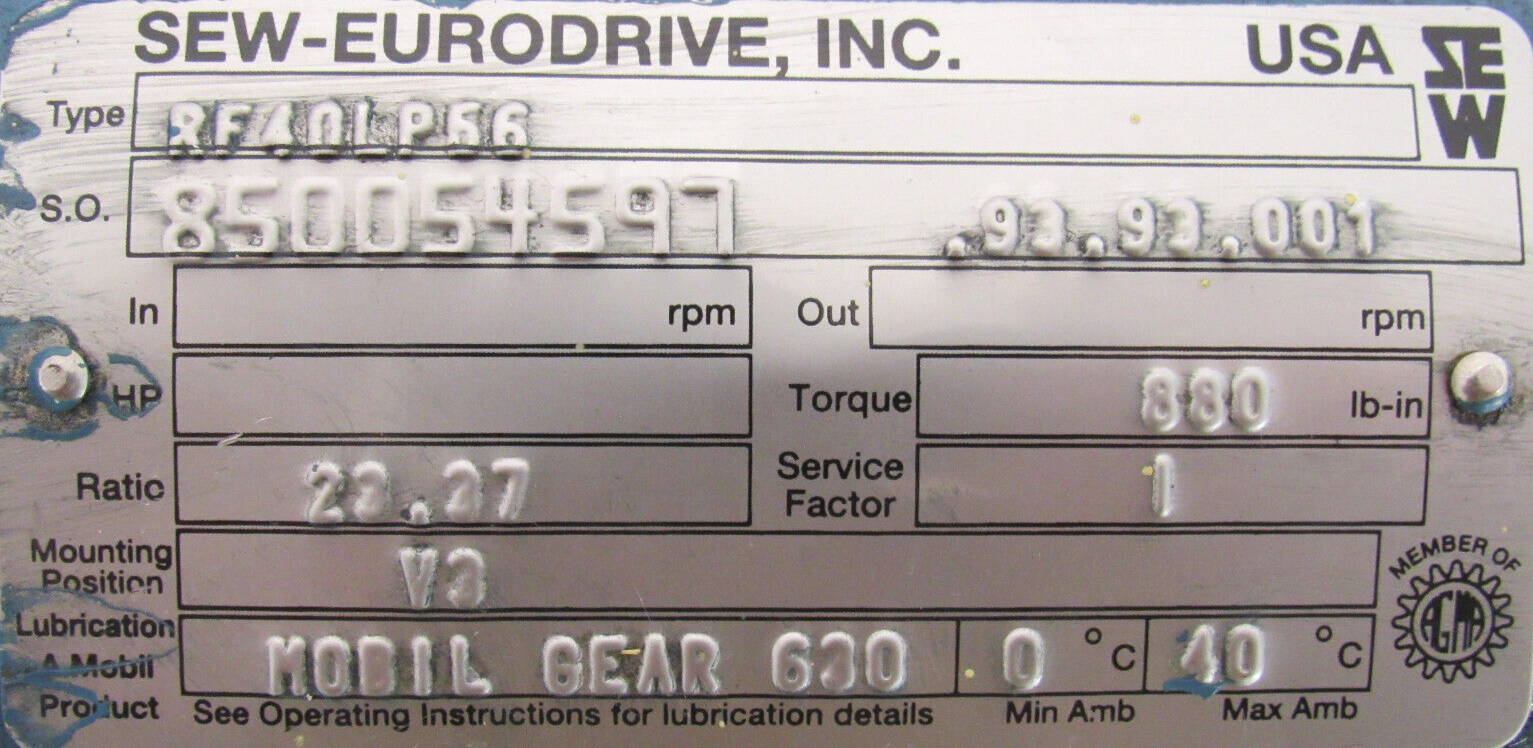 SEW-EURODRIVE, INC. USA SEW
Type RF40LP56
S.O. 850054597 .93.93.001
In rpm Out rpm
HP Torque 880 lb-in
Ratio 23.37 Service Factor 1
Mounting Position V3
MEMBER OF AGMA
Lubrication A Mobil Product MOBIL GEAR 630 0 °C 40 °C
See Operating Instructions for lubrication details Min Amb Max Amb